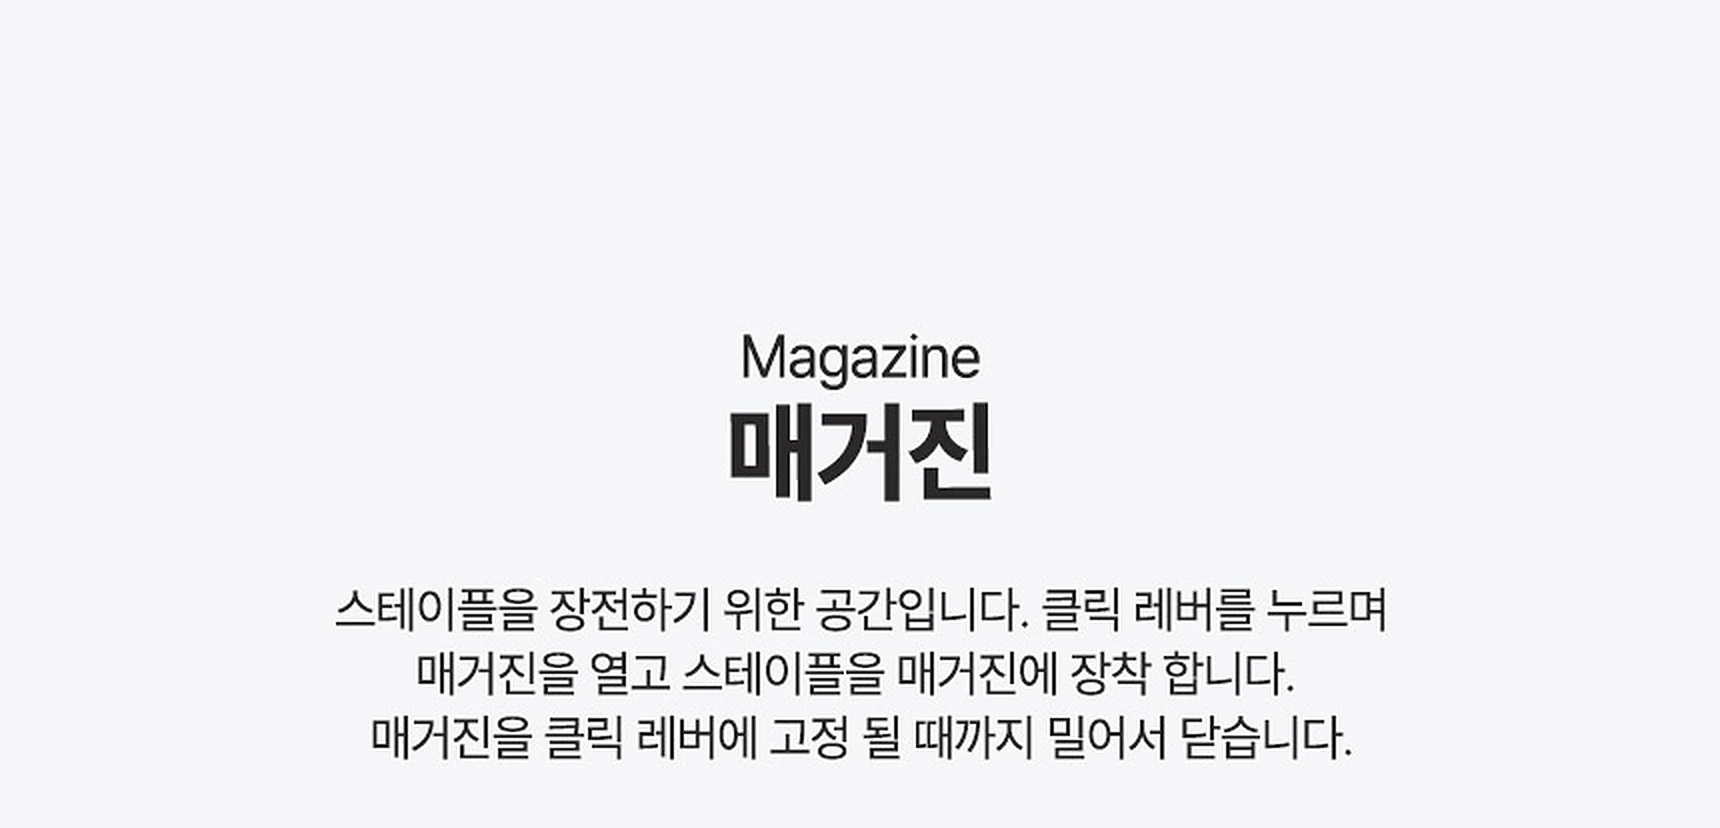 Magazine
매거진
스테이플을 장전하기 위한 공간입니다. 클릭 레버를 누르며
매거진을 열고 스테이플을 매거진에 장착 합니다.
매거진을 클릭 레버에 고정 될 때까지 밀어서 닫습니다.